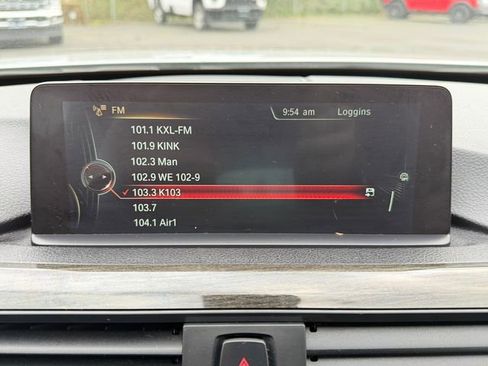 FM 9:54 am Loggins
101.1 KXL-FM
101.9 KINK
102.3 Man
102.9 WE 102-9
103.3 K103
103.7
104.1 Air1